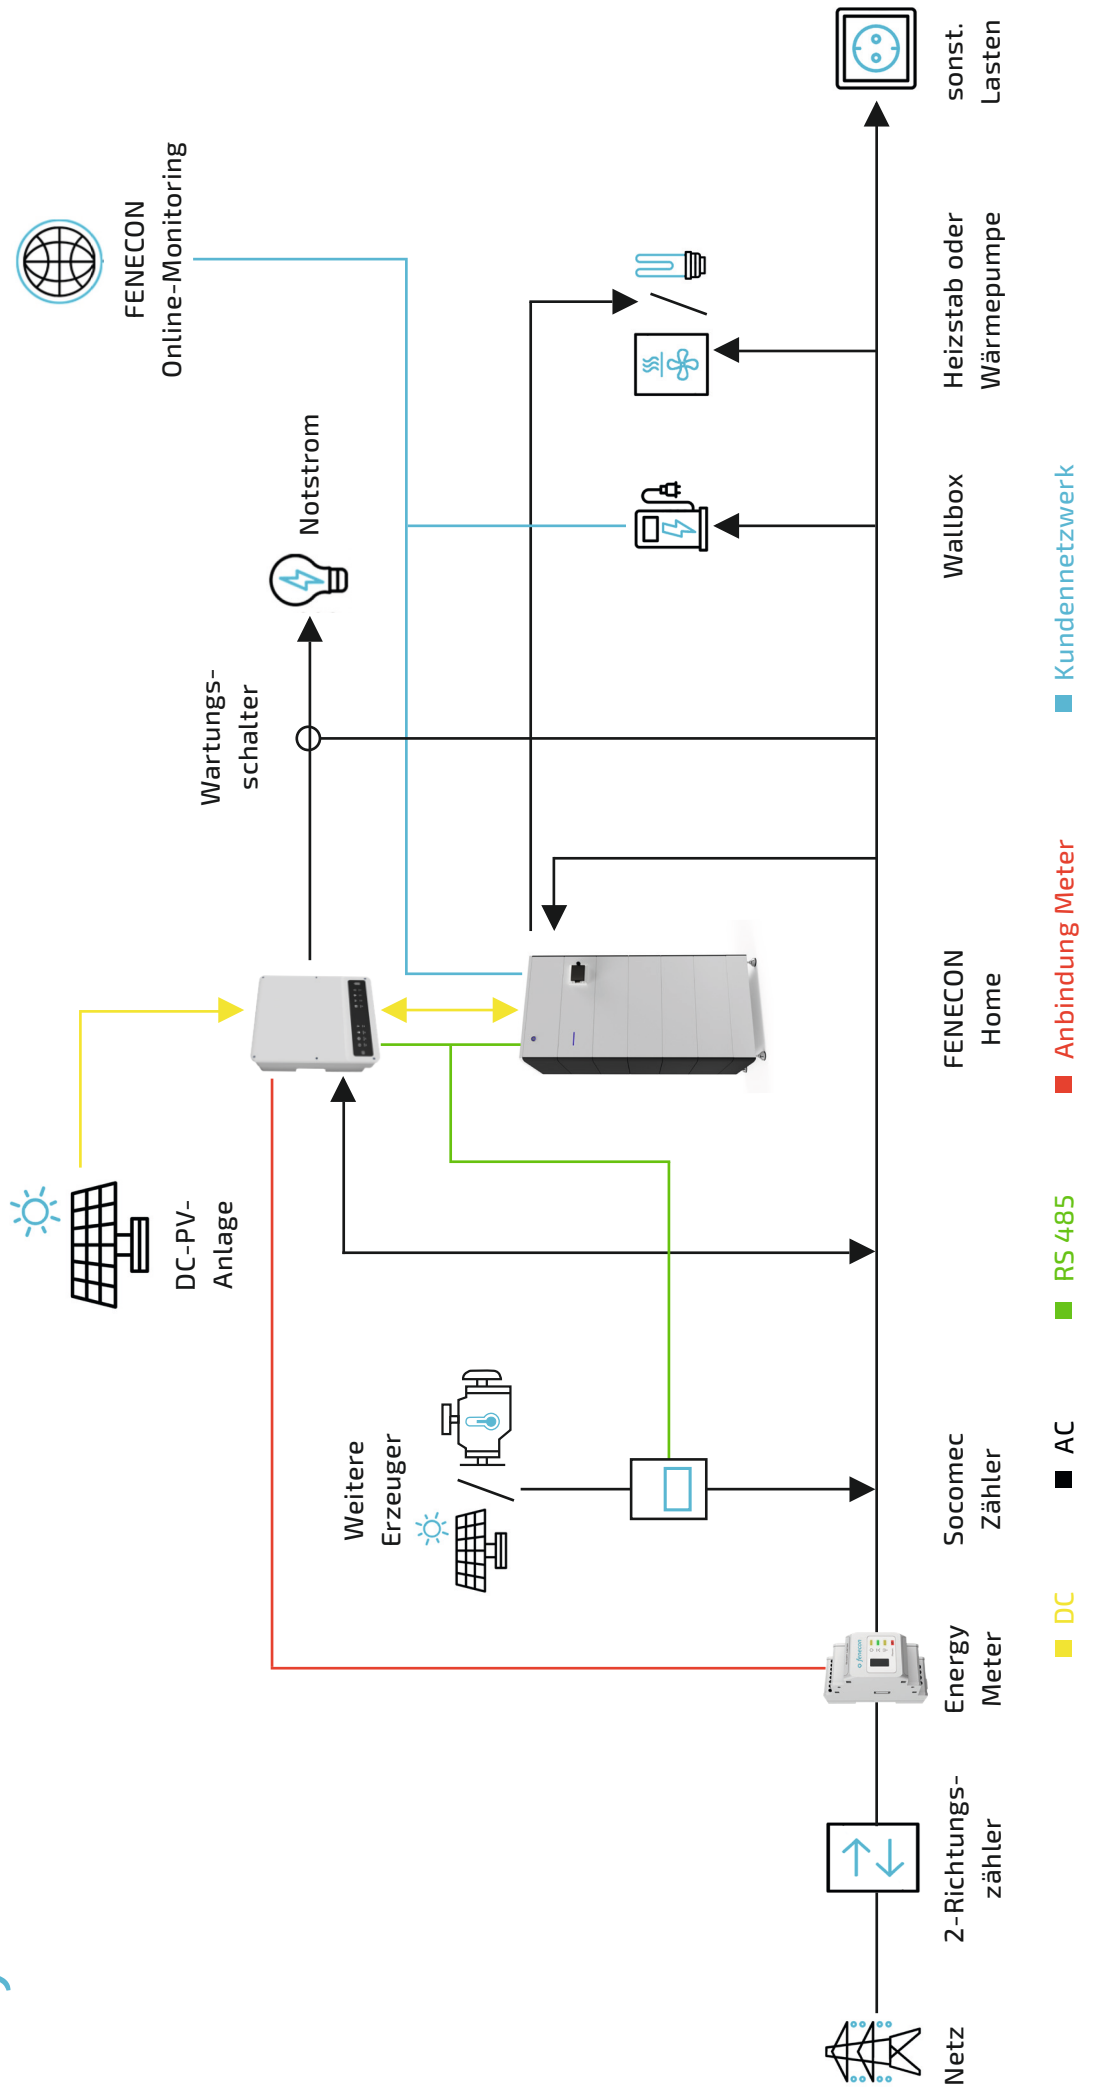 FENECON
Online-Monitoring
Notstrom
Wartungs-
schalter
DC-PV-
Anlage
Weitere
Erzeuger
Netz
2-Richtungs-
zähler
Energy
Meter
Socomec
Zähler
FENECON
Home
Wallbox
Heizstab oder
Wärmepumpe
sonst.
Lasten
DC
AC
RS 485
Anbindung Meter
Kundennetzwerk
fenecon